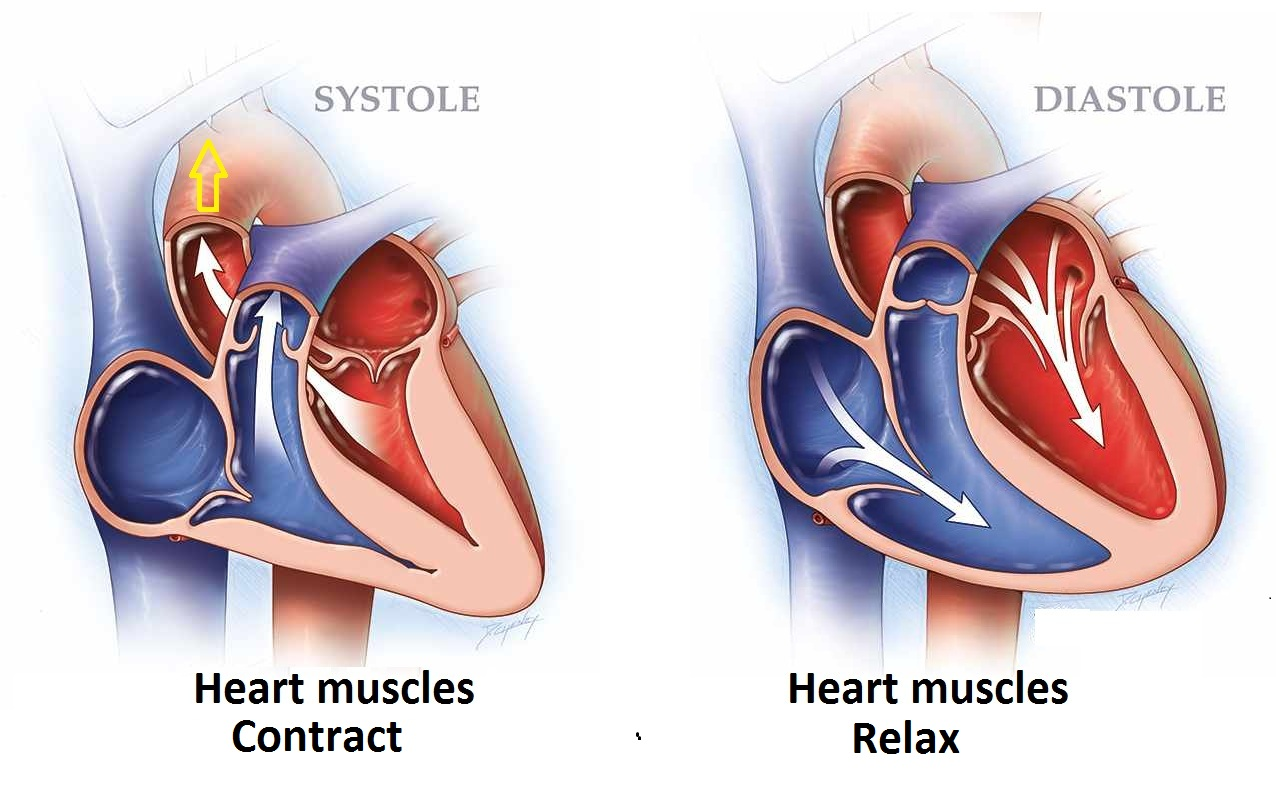 SYSTOLE
DIASTOLE
Heart muscles
Contract
Heart muscles
Relax